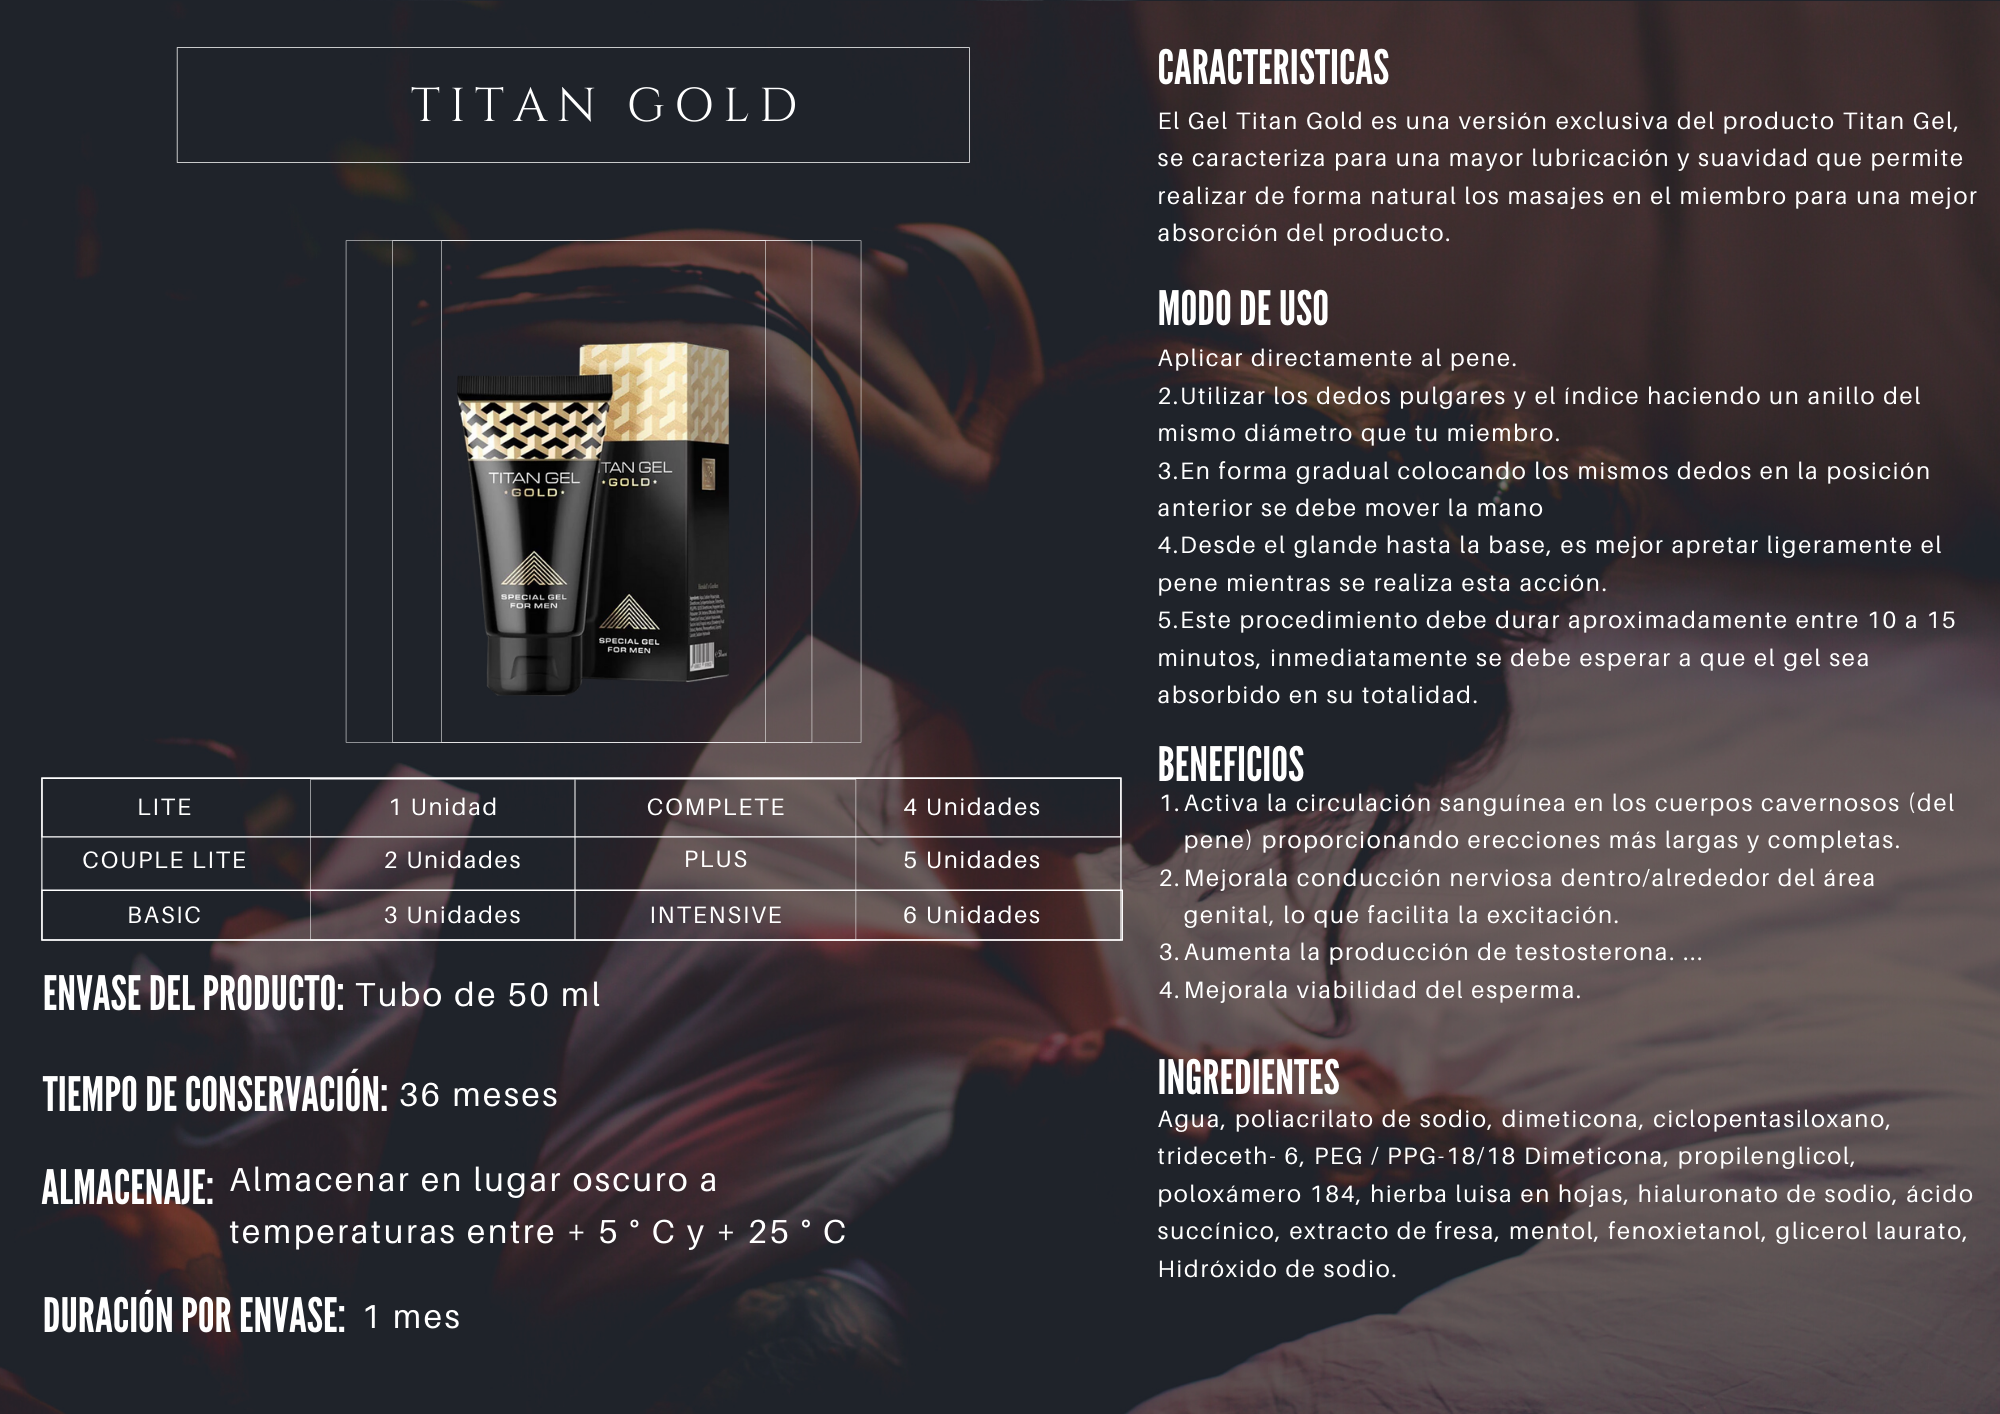 TITAN GOLD
TITAN GEL
GOLD
SPECIAL GEL
FOR MEN
TAN GEL
GOLD
SPECIAL GEL
FOR MEN
LITE 1 Unidad COMPLETE 4 Unidades
COUPLE LITE 2 Unidades PLUS 5 Unidades
BASIC 3 Unidades INTENSIVE 6 Unidades
ENVASE DEL PRODUCTO: Tubo de 50 ml
TIEMPO DE CONSERVACIÓN: 36 meses
ALMACENAJE: Almacenar en lugar oscuro a
temperaturas entre + 5 ° C y + 25 ° C
DURACIÓN POR ENVASE: 1 mes
CARACTERISTICAS
El Gel Titan Gold es una versión exclusiva del producto Titan Gel,
se caracteriza para una mayor lubricación y suavidad que permite
realizar de forma natural los masajes en el miembro para una mejor
absorción del producto.
MODO DE USO
Aplicar directamente al pene.
2.Utilizar los dedos pulgares y el índice haciendo un anillo del
mismo diámetro que tu miembro.
3.En forma gradual colocando los mismos dedos en la posición
anterior se debe mover la mano
4.Desde el glande hasta la base, es mejor apretar ligeramente el
pene mientras se realiza esta acción.
5.Este procedimiento debe durar aproximadamente entre 10 a 15
minutos, inmediatamente se debe esperar a que el gel sea
absorbido en su totalidad.
BENEFICIOS
1. Activa la circulación sanguínea en los cuerpos cavernosos (del
pene) proporcionando erecciones más largas y completas.
2. Mejorala conducción nerviosa dentro/alrededor del área
genital, lo que facilita la excitación.
3. Aumenta la producción de testosterona. ...
4. Mejorala viabilidad del esperma.
INGREDIENTES
Agua, poliacrilato de sodio, dimeticona, ciclopentasiloxano,
trideceth- 6, PEG / PPG-18/18 Dimeticona, propilenglicol,
poloxámero 184, hierba luisa en hojas, hialuronato de sodio, ácido
succínico, extracto de fresa, mentol, fenoxietanol, glicerol laurato,
Hidróxido de sodio.